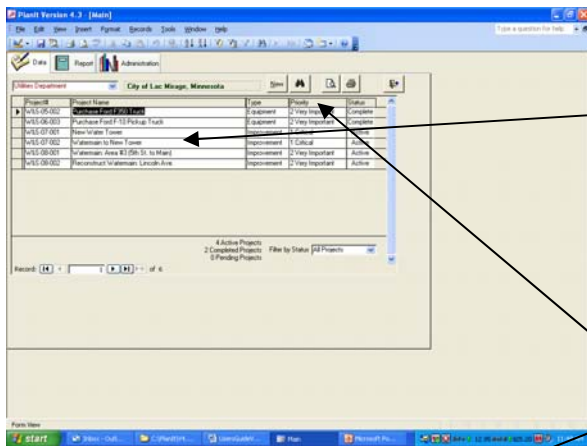 PlanIt Version 4.3 - [Main]
File Edit View Insert Format Records Tools Window Help
Type a question for help
Data Report Administration
Utilities Department City of Lac Mirage, Minnesota New
Project# Project Name Type Priority Status
W&S-05-002 Purchase Ford F350 Truck Equipment 2 Very Important Complete
W&S-06-003 Purchase Ford F-10 Pickup Truck Equipment 2 Very Important Complete
W&S-07-001 New Water Tower Improvement 1 Critical Active
W&S-07-002 Watermain to New Tower Improvement 1 Critical Active
W&S-08-001 Watermain: Area #3 (5th St. to Main) Improvement 2 Very Important Active
W&S-08-002 Reconstruct Watermain: Lincoln Ave. Improvement 2 Very Important Active
4 Active Projects
2 Completed Projects Filter by Status All Projects
0 Pending Projects
Record: 1 of 6
Form View
start Inbox - Out... Main Microsoft Po...